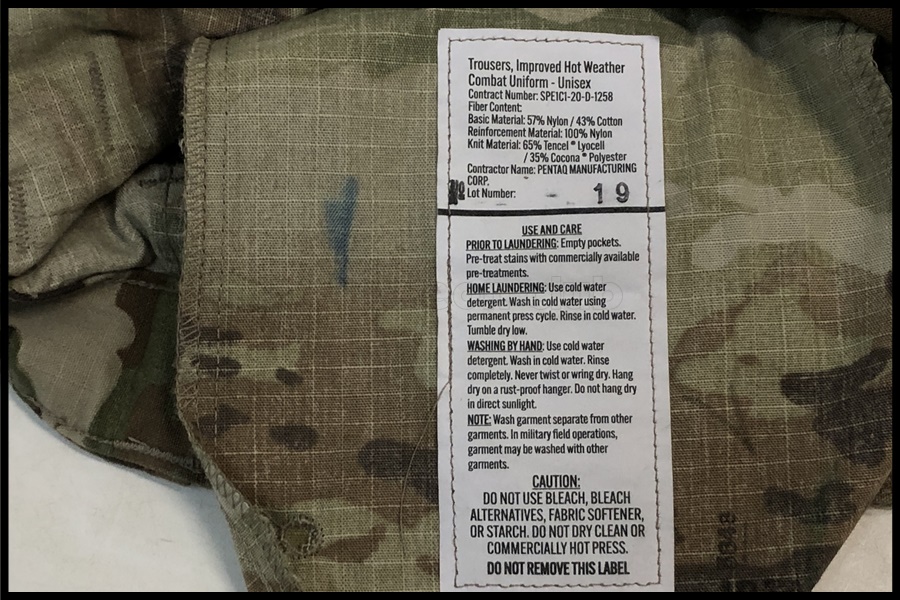 Trousers, Improved Hot Weather
Combat Uniform - Unisex
Contract Number: SPE1C1-20-D-1258
Fiber Content:
Basic Material: 57% Nylon / 43% Cotton
Reinforcement Material: 100% Nylon
Knit Material: 65% Tencel ® Lyocell
/ 35% Cocona ® Polyester
Contractor Name: PENTAQ MANUFACTURING
CORP.
Lot Number: - 19
USE AND CARE
PRIOR TO LAUNDERING: Empty pockets.
Pre-treat stains with commercially available
pre-treatments.
HOME LAUNDERING: Use cold water
detergent. Wash in cold water using
permanent press cycle. Rinse in cold water.
Tumble dry low.
WASHING BY HAND: Use cold water
detergent. Wash in cold water. Rinse
completely. Never twist or wring dry. Hang
dry on a rust-proof hanger. Do not hang dry
in direct sunlight.
NOTE: Wash garment separate from other
garments. In military field operations,
garment may be washed with other
garments.
CAUTION:
DO NOT USE BLEACH, BLEACH
ALTERNATIVES, FABRIC SOFTENER,
OR STARCH. DO NOT DRY CLEAN OR
COMMERCIALLY HOT PRESS.
DO NOT REMOVE THIS LABEL